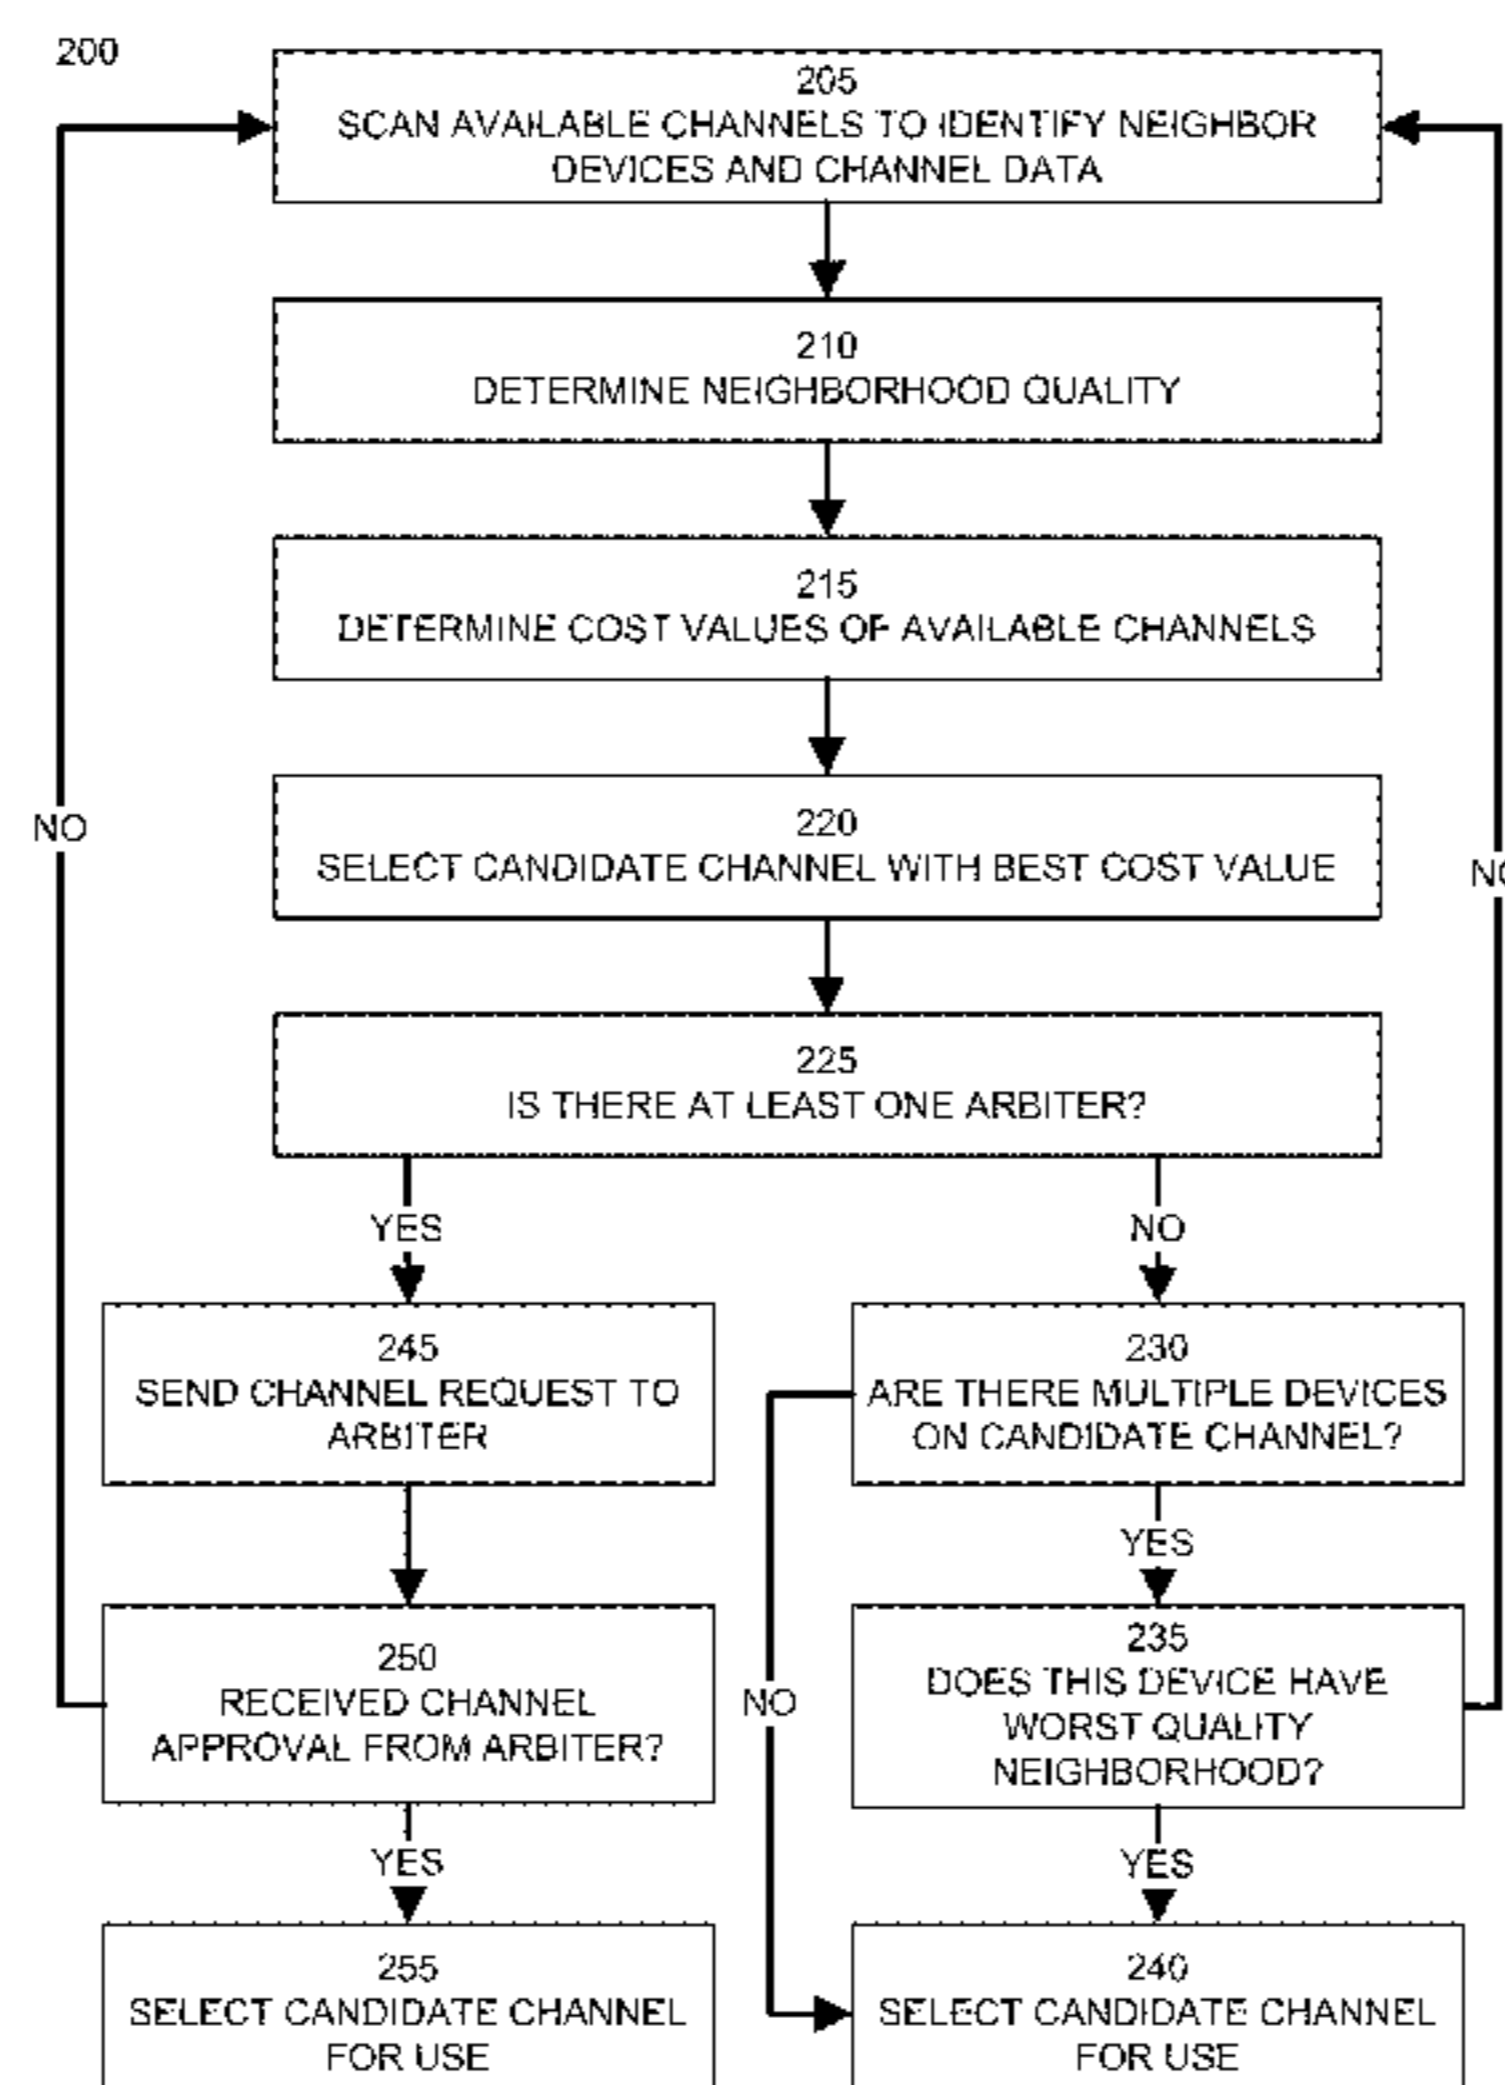 200
205
SCAN AVAILABLE CHANNELS TO IDENTIFY NEIGHBOR
DEVICES AND CHANNEL DATA
210
DETERMINE NEIGHBORHOOD QUALITY
215
DETERMINE COST VALUES OF AVAILABLE CHANNELS
220
SELECT CANDIDATE CHANNEL WITH BEST COST VALUE
NO
225
IS THERE AT LEAST ONE ARBITER?
YES
NO
245
SEND CHANNEL REQUEST TO
ARBITER
230
ARE THERE MULTIPLE DEVICES
ON CANDIDATE CHANNEL?
YES
250
RECEIVED CHANNEL
APPROVAL FROM ARBITER?
NO
235
DOES THIS DEVICE HAVE
WORST QUALITY
NEIGHBORHOOD?
YES
YES
255
SELECT CANDIDATE CHANNEL
FOR USE
240
SELECT CANDIDATE CHANNEL
FOR USE